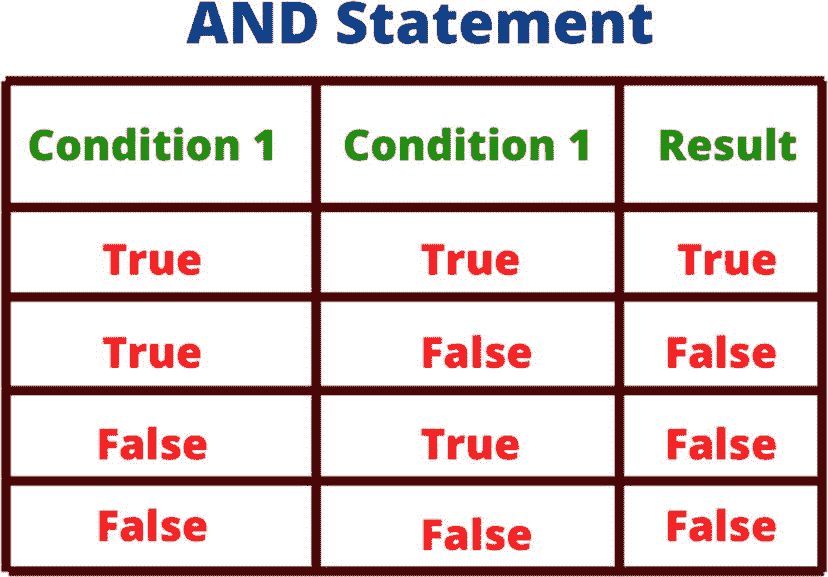 AND Statement
Condition 1 Condition 1 Result
True True True
True False False
False True False
False False False